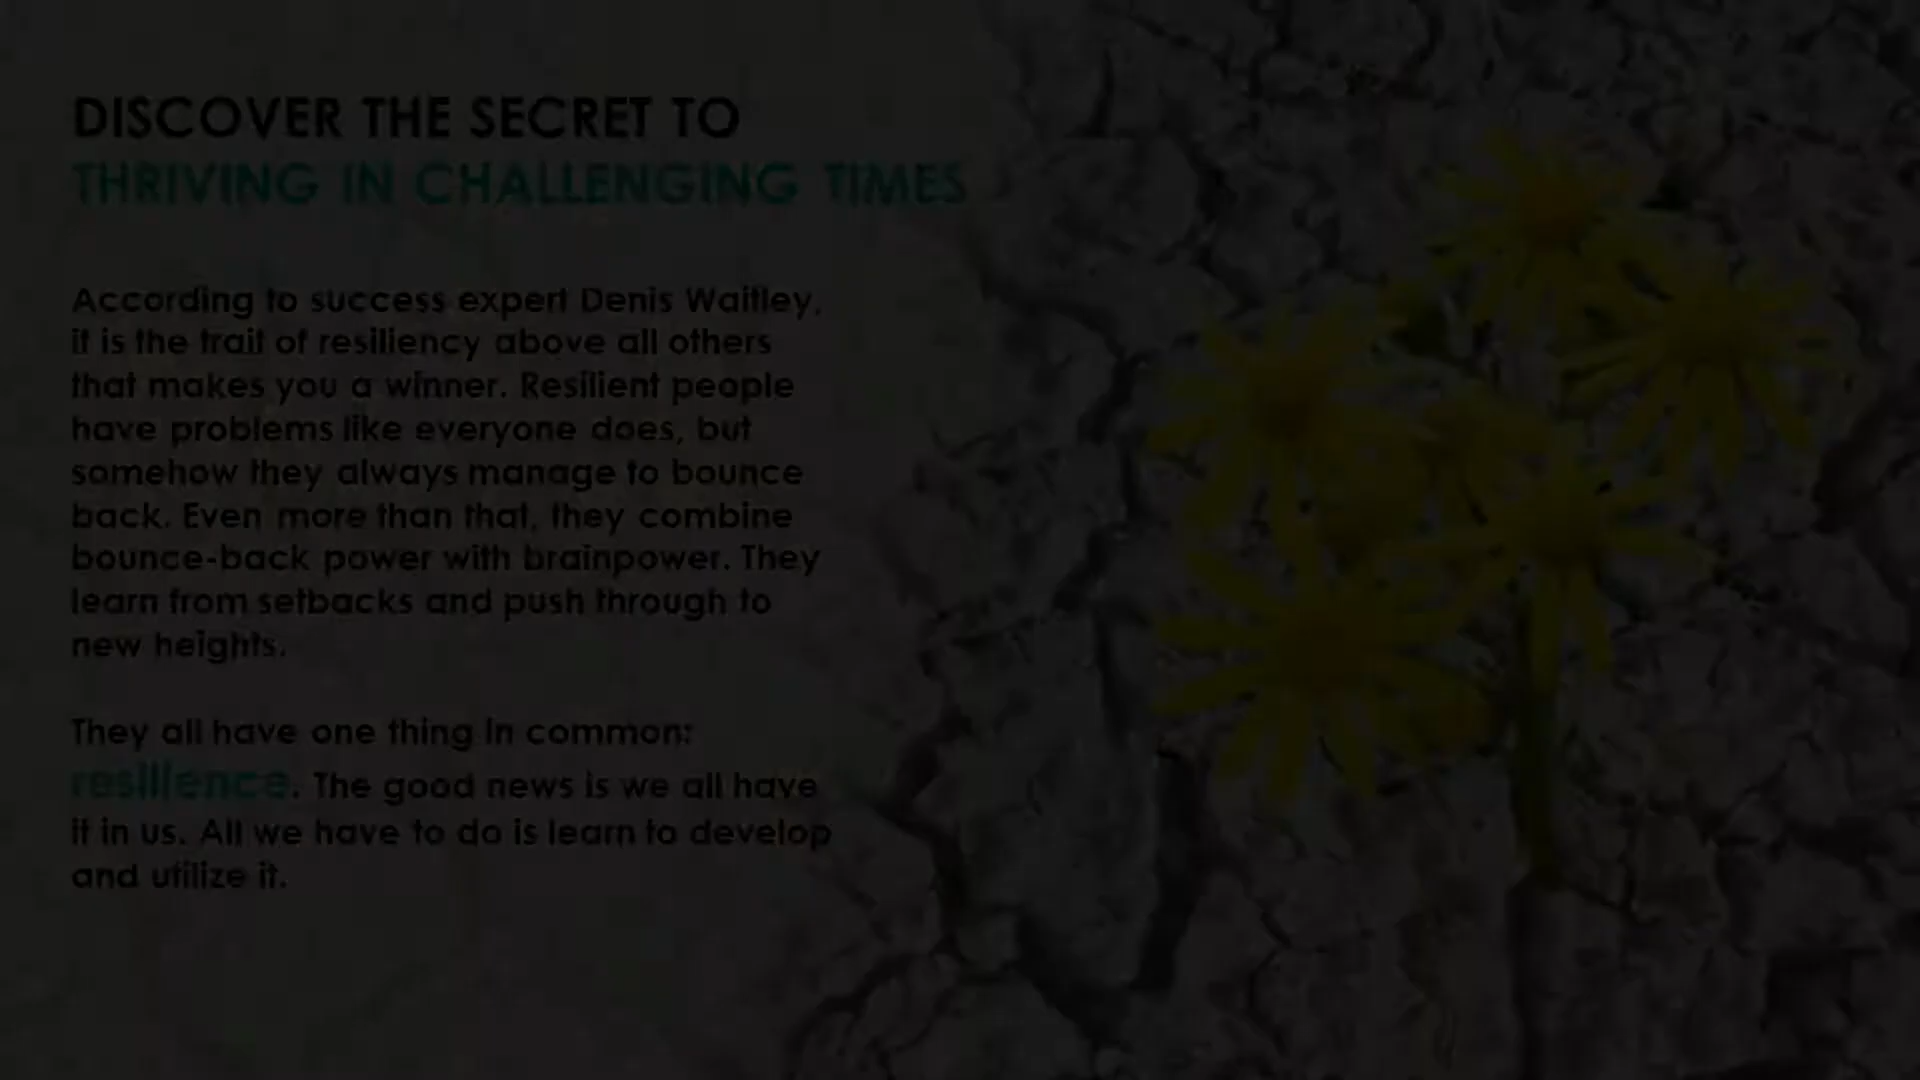 DISCOVER THE SECRET TO
THRIVING IN CHALLENGING TIMES
According to success expert Denis Waitley,
it is the trait of resiliency above all others
that makes you a winner. Resilient people
have problems like everyone does, but
somehow they always manage to bounce
back. Even more than that, they combine
bounce-back power with brainpower. They
learn from setbacks and push through to
new heights.
They all have one thing in common:
resilience. The good news is we all have
it in us. All we have to do is learn to develop
and utilize it.